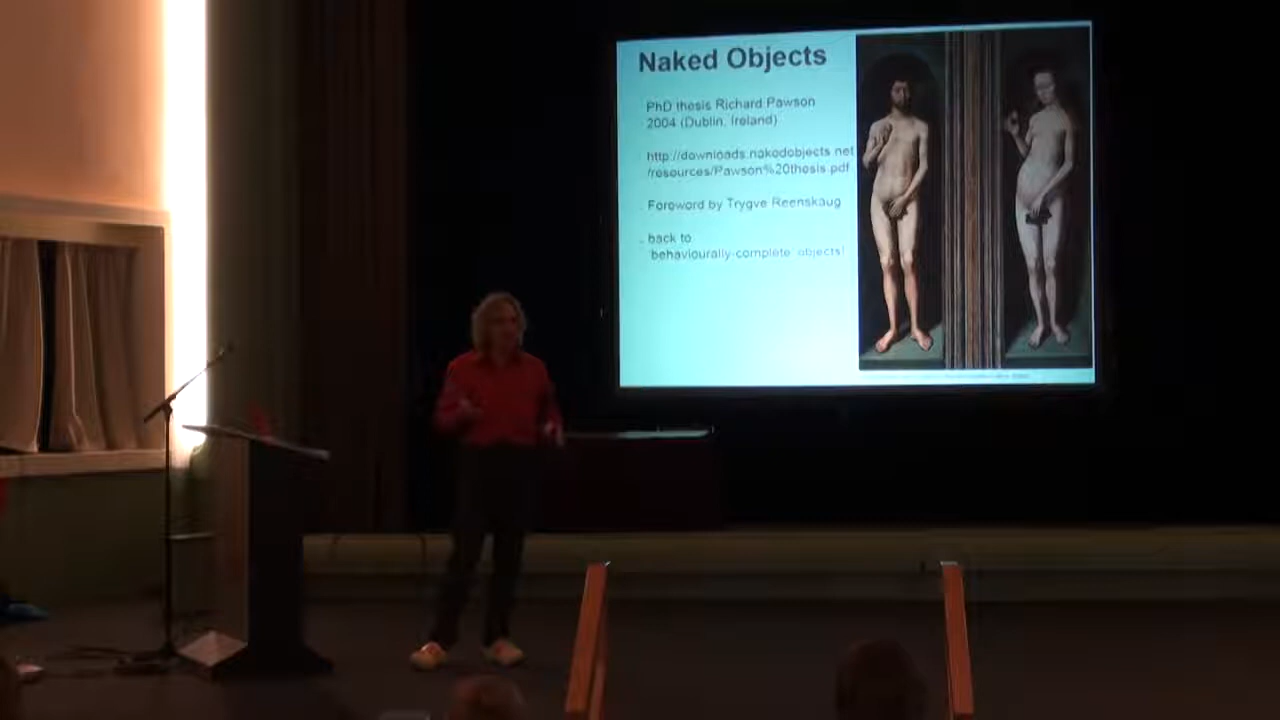 Naked Objects
PhD thesis Richard Pawson
2004 (Dublin, Ireland)
http://downloads.nakedobjects.net
/resources/Pawson%20thesis.pdf
Foreword by Trygve Reenskaug
back to
'behaviourally-complete' objects!